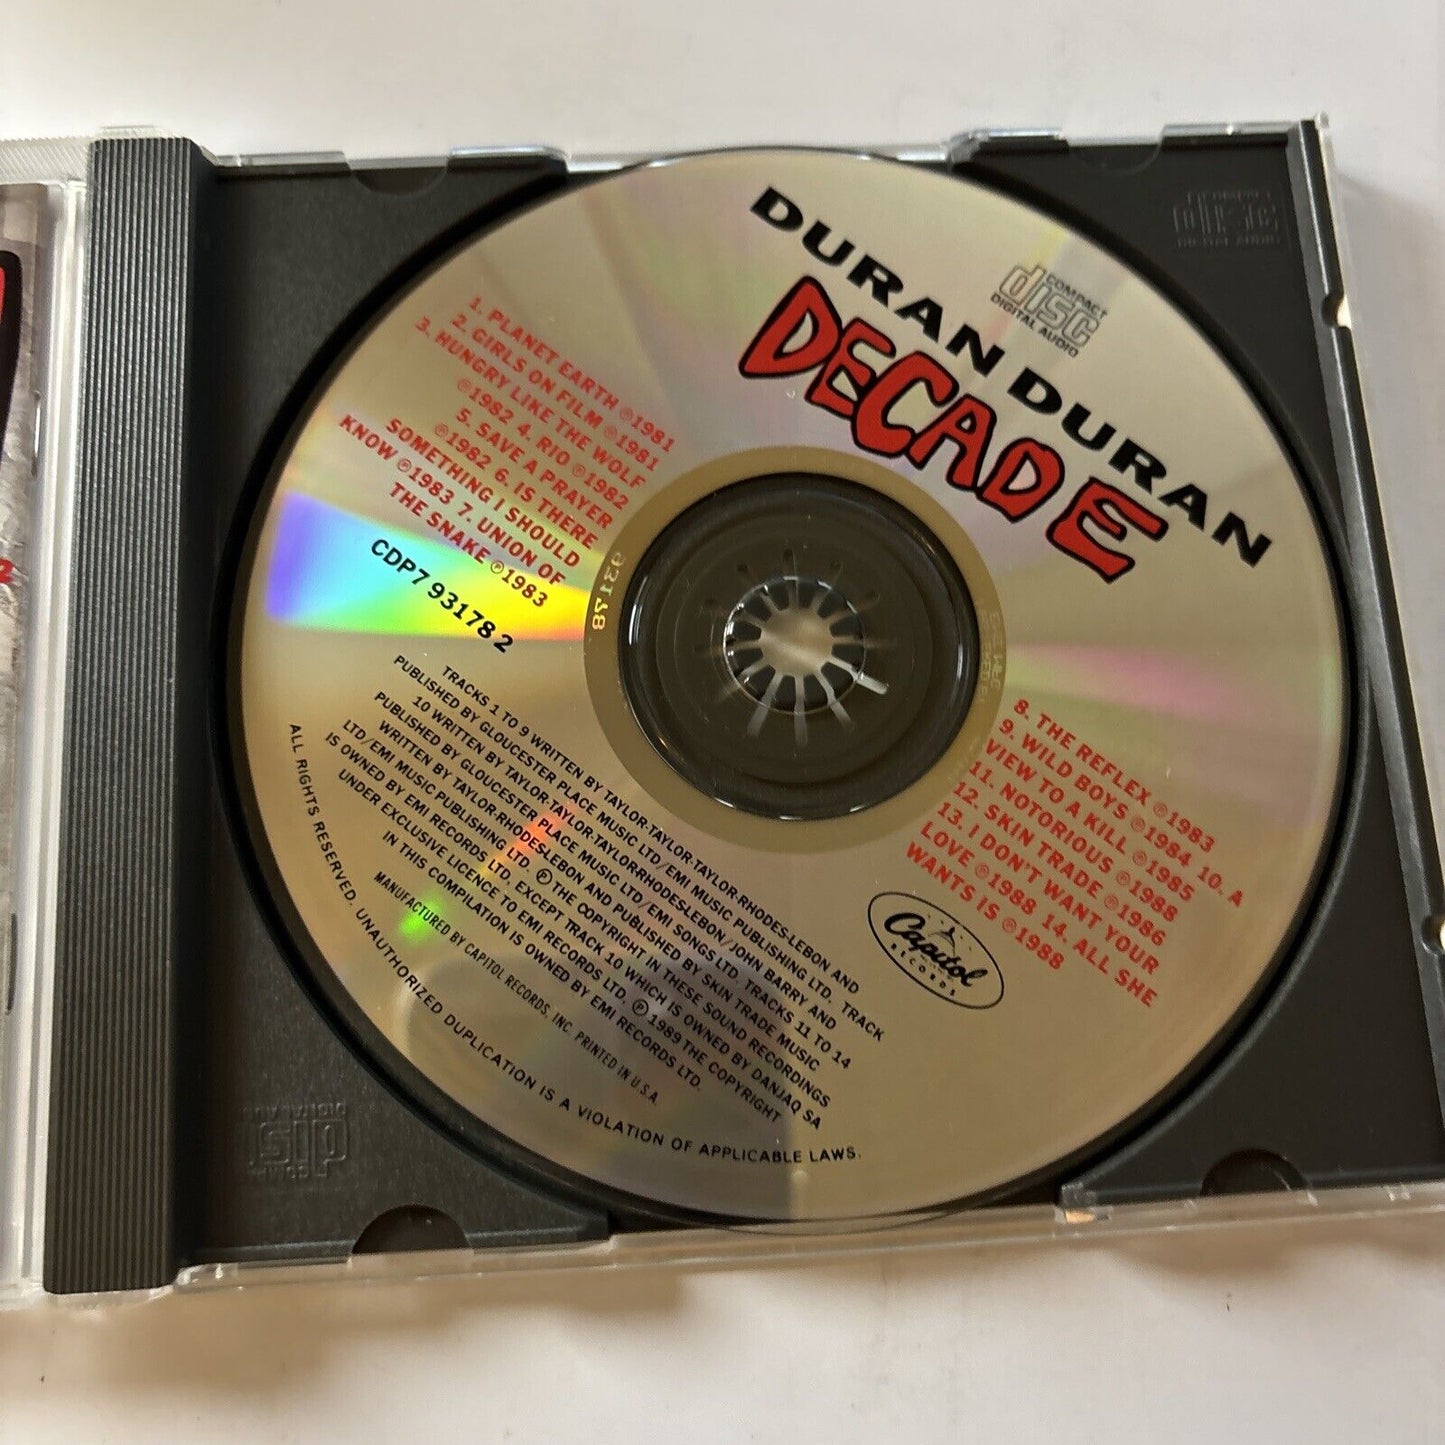 DURAN DURAN
DECADE
COMPACT
disc
DIGITAL AUDIO
1. PLANET EARTH ℗1981
2. GIRLS ON FILM ℗1981
3. HUNGRY LIKE THE WOLF
℗1982 4. RIO ℗1982
5. SAVE A PRAYER
℗1982 6. IS THERE
SOMETHING I SHOULD
KNOW ℗1983 7. UNION OF
THE SNAKE ℗1983
CDP7 93178 2
8. THE REFLEX ℗1983
9. WILD BOYS ℗1984 10. A
VIEW TO A KILL ℗1985
11. NOTORIOUS ℗1988
12. SKIN TRADE ℗1986
13. I DON'T WANT YOUR
LOVE ℗1988 14. ALL SHE
WANTS IS ℗1988
Capitol
RECORDS
TRACKS 1 TO 9 WRITTEN BY TAYLOR-TAYLOR-TAYLOR-RHODES-LEBON AND
PUBLISHED BY GLOUCESTER PLACE MUSIC LTD/EMI MUSIC PUBLISHING LTD. TRACK
10 WRITTEN BY TAYLOR-TAYLOR-TAYLOR-RHODES-LEBON/JOHN BARRY AND
PUBLISHED BY GLOUCESTER PLACE MUSIC LTD/EMI SONGS LTD. TRACKS 11 TO 14
WRITTEN BY TAYLOR-RHODES-LEBON AND PUBLISHED BY SKIN TRADE MUSIC
LTD/EMI MUSIC PUBLISHING LTD. ℗ THE COPYRIGHT IN THESE SOUND RECORDINGS
IS OWNED BY EMI RECORDS LTD. EXCEPT TRACK 10 WHICH IS OWNED BY DANJAQ SA
UNDER EXCLUSIVE LICENCE TO EMI RECORDS LTD. ℗ 1989 THE COPYRIGHT
IN THIS COMPILATION IS OWNED BY EMI RECORDS LTD.
MANUFACTURED BY CAPITOL RECORDS, INC. PRINTED IN U.S.A.
ALL RIGHTS RESERVED. UNAUTHORIZED DUPLICATION IS A VIOLATION OF APPLICABLE LAWS.
93178
COMPACT
disc
DIGITAL AUDIO